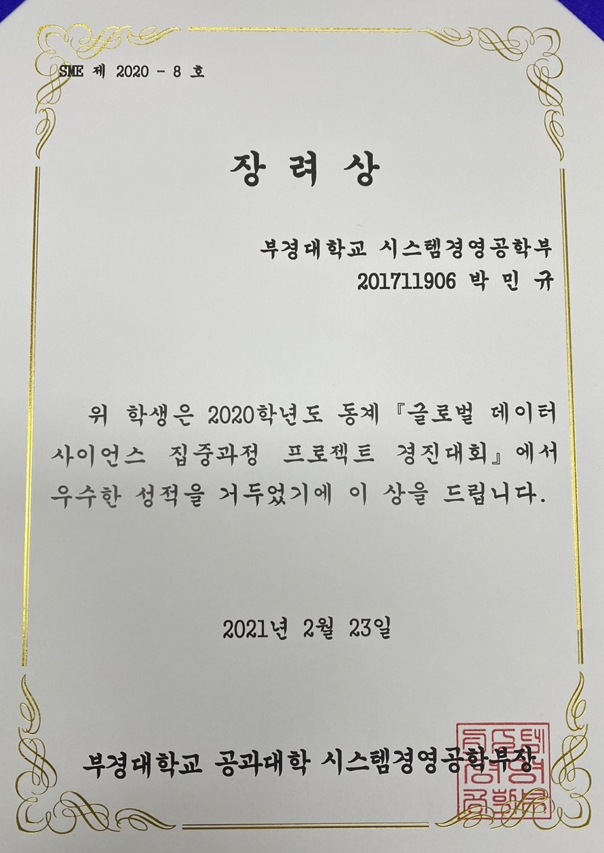 SME 제 2020 - 8 호
장 려 상
부경대학교 시스템경영공학부
201711906 박 민 규
위 학생은 2020학년도 동계 『글로벌 데이터
사이언스 집중과정 프로젝트 경진대회』에서
우수한 성적을 거두었기에 이 상을 드립니다.
2021년 2월 23일
부경대학교 공과대학 시스템경영공학부장